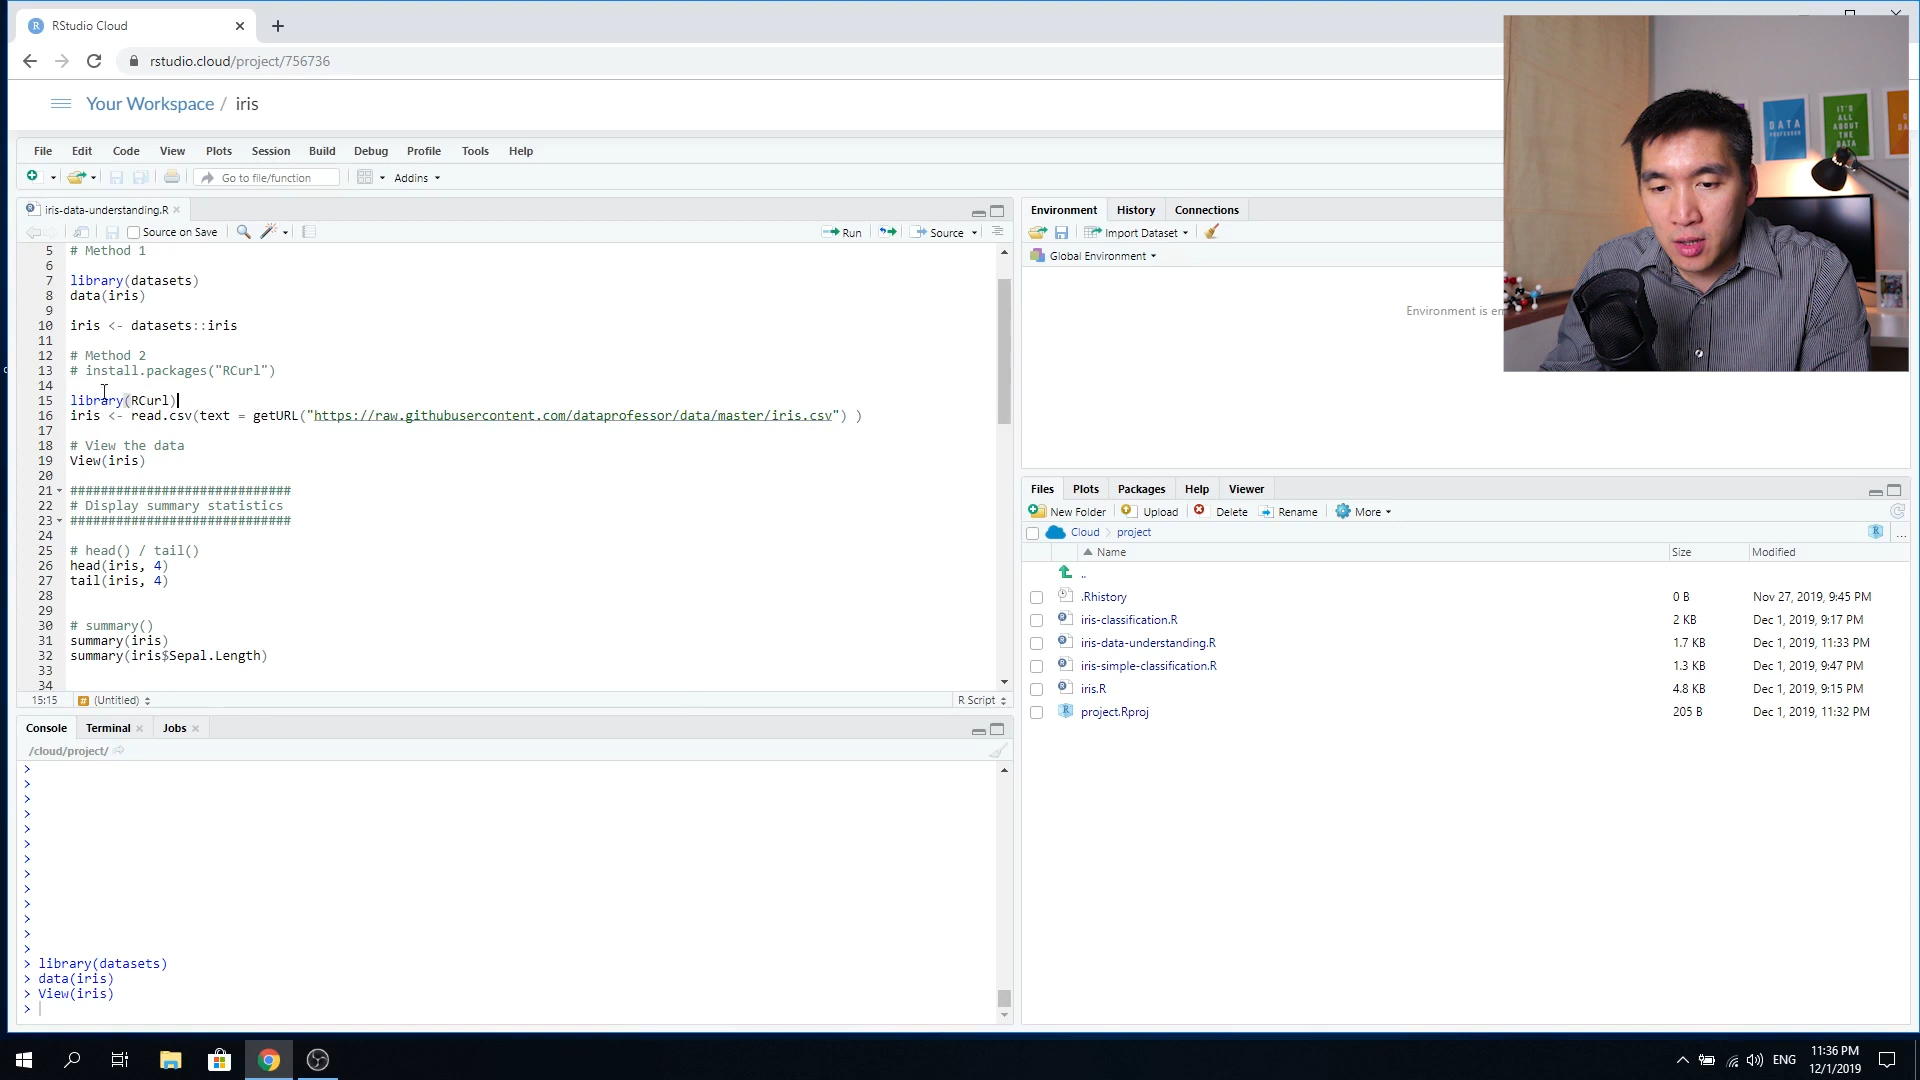 RStudio Cloud
rstudio.cloud/project/756736
Your Workspace / iris
File Edit Code View Plots Session Build Debug Profile Tools Help
Go to file/function Addins
iris-data-understanding.R
Source on Save Run Source
5 # Method 1
6
7 library(datasets)
8 data(iris)
9
10 iris <- datasets::iris
11
12 # Method 2
13 # install.packages("RCurl")
14
15 library(RCurl)
16 iris <- read.csv(text = getURL("https://raw.githubusercontent.com/dataprofessor/data/master/iris.csv") )
17
18 # View the data
19 View(iris)
20
21 #############################
22 # Display summary statistics
23 #############################
24
25 # head() / tail()
26 head(iris, 4)
27 tail(iris, 4)
28
29
30 # summary()
31 summary(iris)
32 summary(iris$Sepal.Length)
33
34
15:15 (Untitled) R Script
Console Terminal Jobs
/cloud/project/
>
>
>
>
>
>
>
>
>
>
>
>
>
> library(datasets)
> data(iris)
> View(iris)
>
Environment History Connections
Import Dataset
Global Environment
Environment is
DATA
IT'S
ALL
ABOUT
THE
DATA
Files Plots Packages Help Viewer
New Folder Upload Delete Rename More
Cloud > project
...
Name Size Modified
..
.Rhistory 0 B Nov 27, 2019, 9:45 PM
iris-classification.R 2 KB Dec 1, 2019, 9:17 PM
iris-data-understanding.R 1.7 KB Dec 1, 2019, 11:33 PM
iris-simple-classification.R 1.3 KB Dec 1, 2019, 9:47 PM
iris.R 4.8 KB Dec 1, 2019, 9:15 PM
project.Rproj 205 B Dec 1, 2019, 11:32 PM
ENG
11:36 PM
12/1/2019